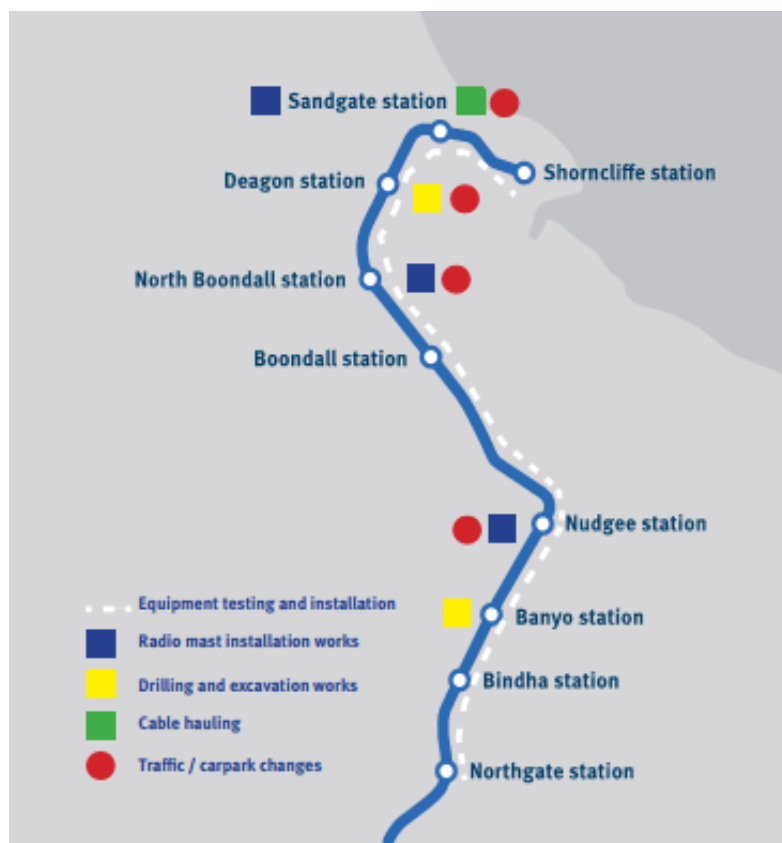 Sandgate station
Deagon station
Shorncliffe station
North Boondall station
Boondall station
Nudgee station
Equipment testing and installation
Banyo station
Radio mast installation works
Bindha station
Drilling and excavation works
Cable hauling
Traffic / carpark changes
Northgate station